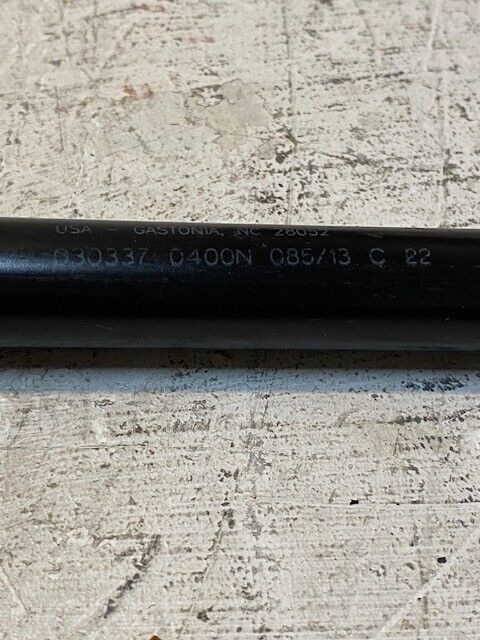 USA - GASTONIA, NC 28052
030337 0400N 085/13 C 22